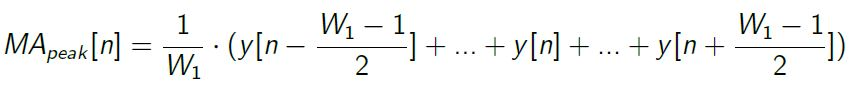 MA_{peak}[n] = \frac{1}{W_1} \cdot (y[n - \frac{W_1 - 1}{2}] + ... + y[n] + ... + y[n + \frac{W_1 - 1}{2}])